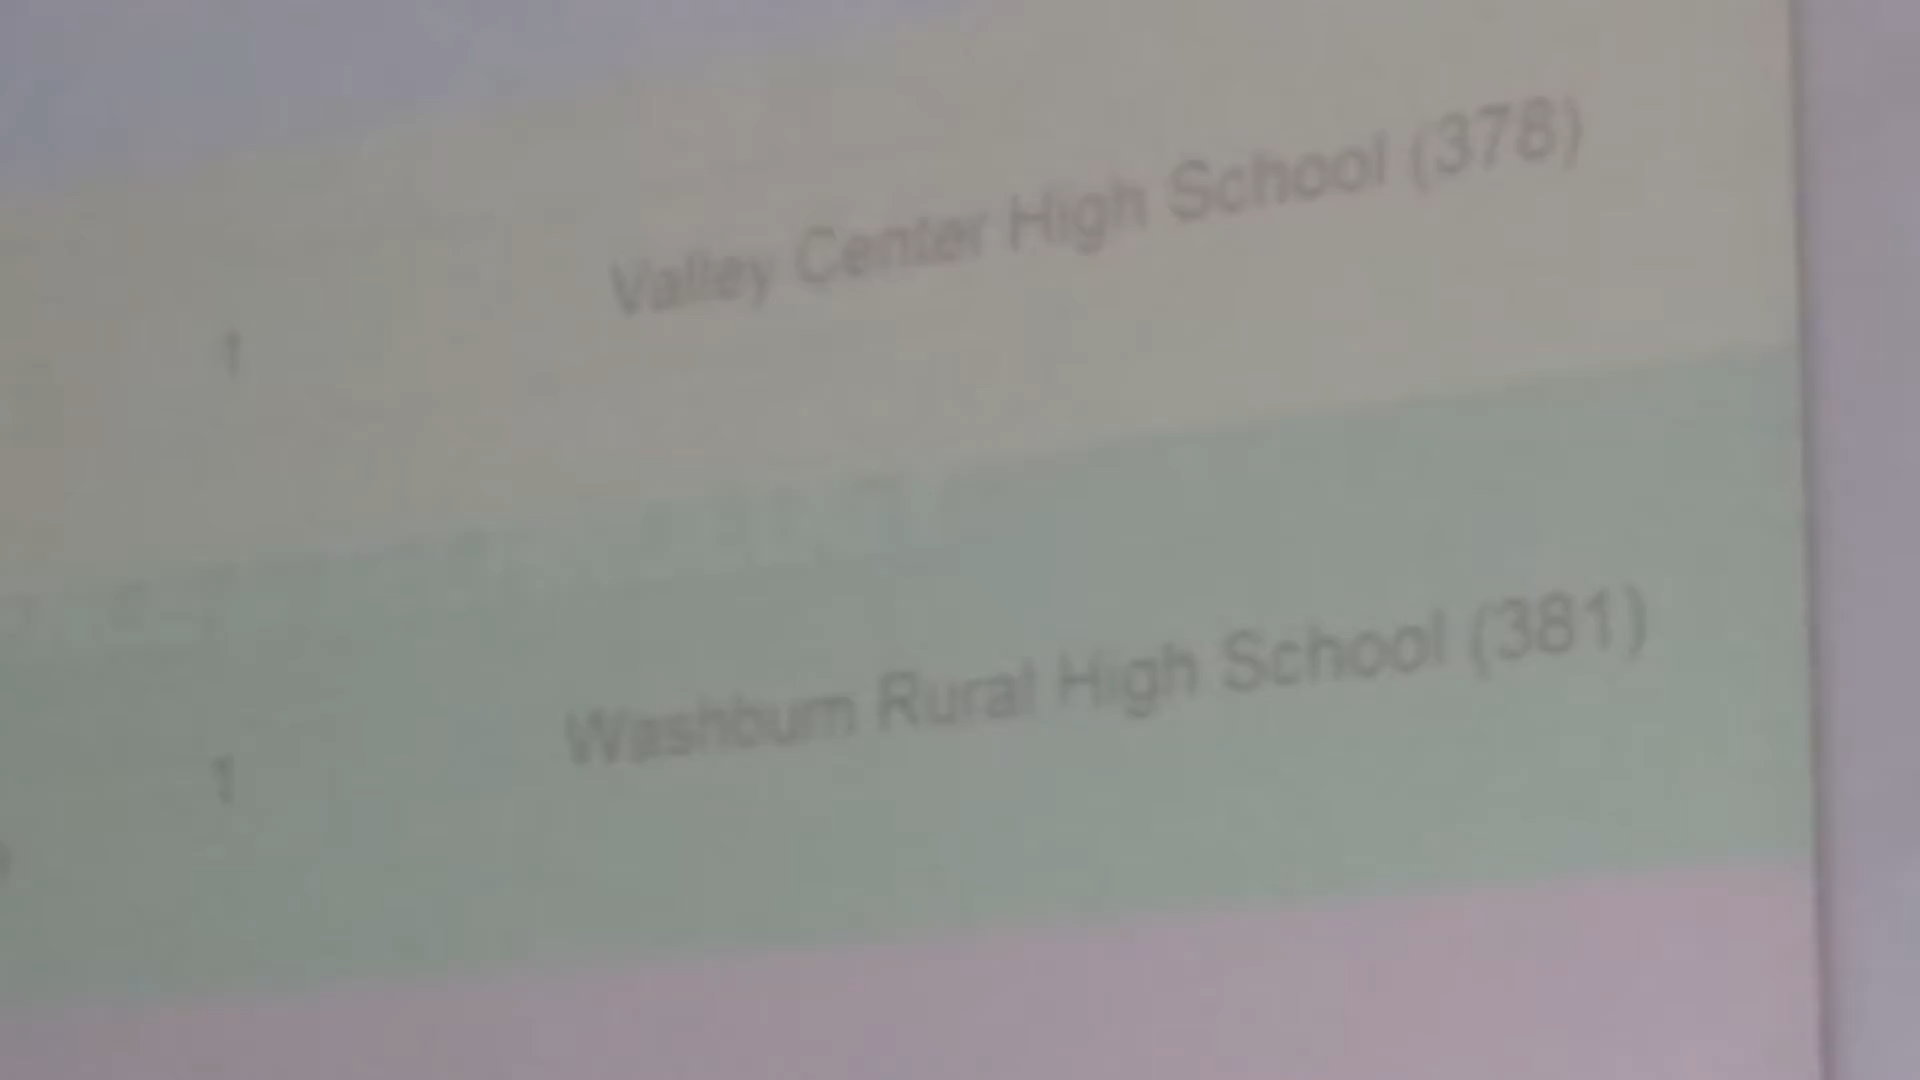 1 Valley Center High School (378)
1 Washburn Rural High School (381)